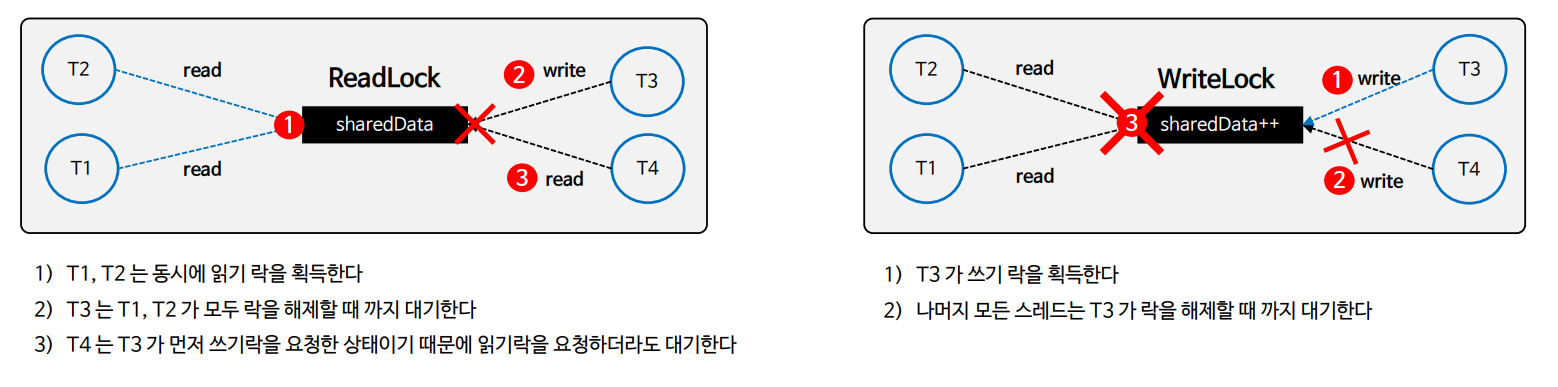 T2
read
ReadLock
2 write
T3
1
sharedData
T1
read
3 read
T4
1) T1, T2 는 동시에 읽기 락을 획득한다
2) T3 는 T1, T2 가 모두 락을 해제할 때 까지 대기한다
3) T4 는 T3 가 먼저 쓰기락을 요청한 상태이기 때문에 읽기락을 요청하더라도 대기한다
T2
read
WriteLock
1 write
T3
3
sharedData++
T1
read
2 write
T4
1) T3 가 쓰기 락을 획득한다
2) 나머지 모든 스레드는 T3 가 락을 해제할 때 까지 대기한다